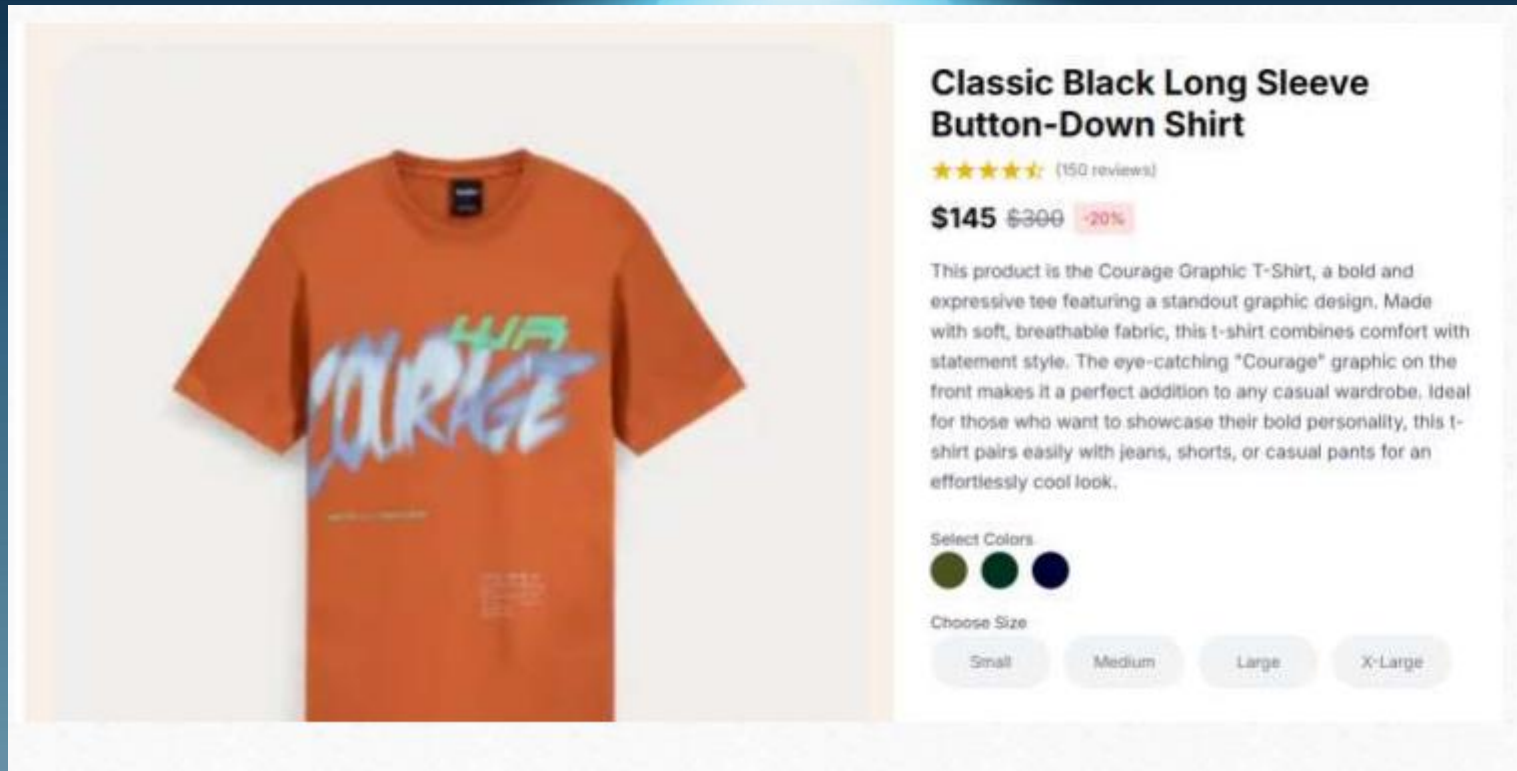 COURAGE
Classic Black Long Sleeve
Button-Down Shirt
(150 reviews)
$145 $300 -20%
This product is the Courage Graphic T-Shirt, a bold and
expressive tee featuring a standout graphic design. Made
with soft, breathable fabric, this t-shirt combines comfort with
statement style. The eye-catching "Courage" graphic on the
front makes it a perfect addition to any casual wardrobe. Ideal
for those who want to showcase their bold personality, this t-
shirt pairs easily with jeans, shorts, or casual pants for an
effortlessly cool look.
Select Colors
Choose Size
Small Medium Large X-Large